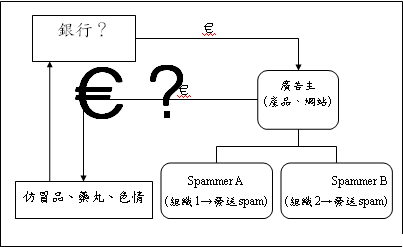 銀行？
€
€ ?
€
廣告主
(產品、網站)
Spammer A
(組織1→發送spam)
Spammer B
(組織2→發送spam)
仿冒品、藥丸、色情